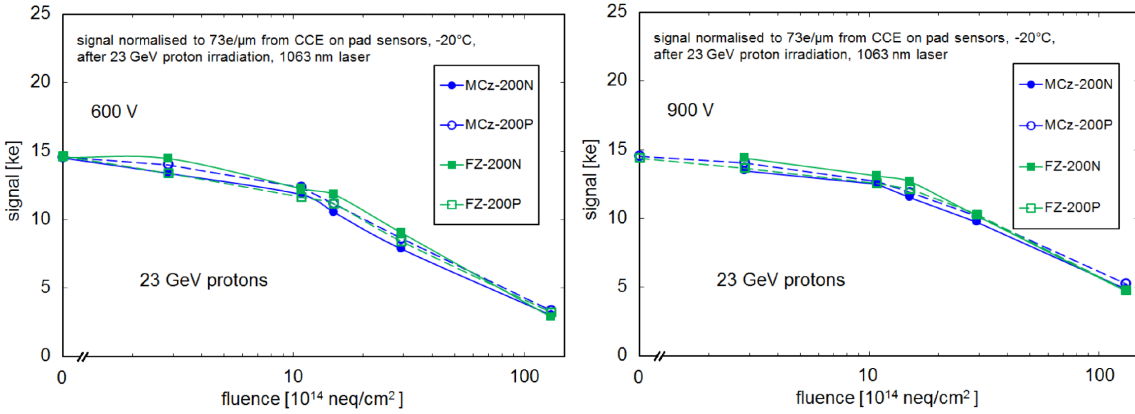 25
20
15
10
5
0
signal [ke]
signal normalised to 73e/µm from CCE on pad sensors, -20°C,
after 23 GeV proton irradiation, 1063 nm laser
600 V
MCz-200N
MCz-200P
FZ-200N
FZ-200P
23 GeV protons
0
10
100
fluence [10¹⁴ neq/cm²]
25
20
15
10
5
0
signal [ke]
signal normalised to 73e/µm from CCE on pad sensors, -20°C,
after 23 GeV proton irradiation, 1063 nm laser
900 V
MCz-200N
MCz-200P
FZ-200N
FZ-200P
23 GeV protons
0
10
100
fluence [10¹⁴ neq/cm²]